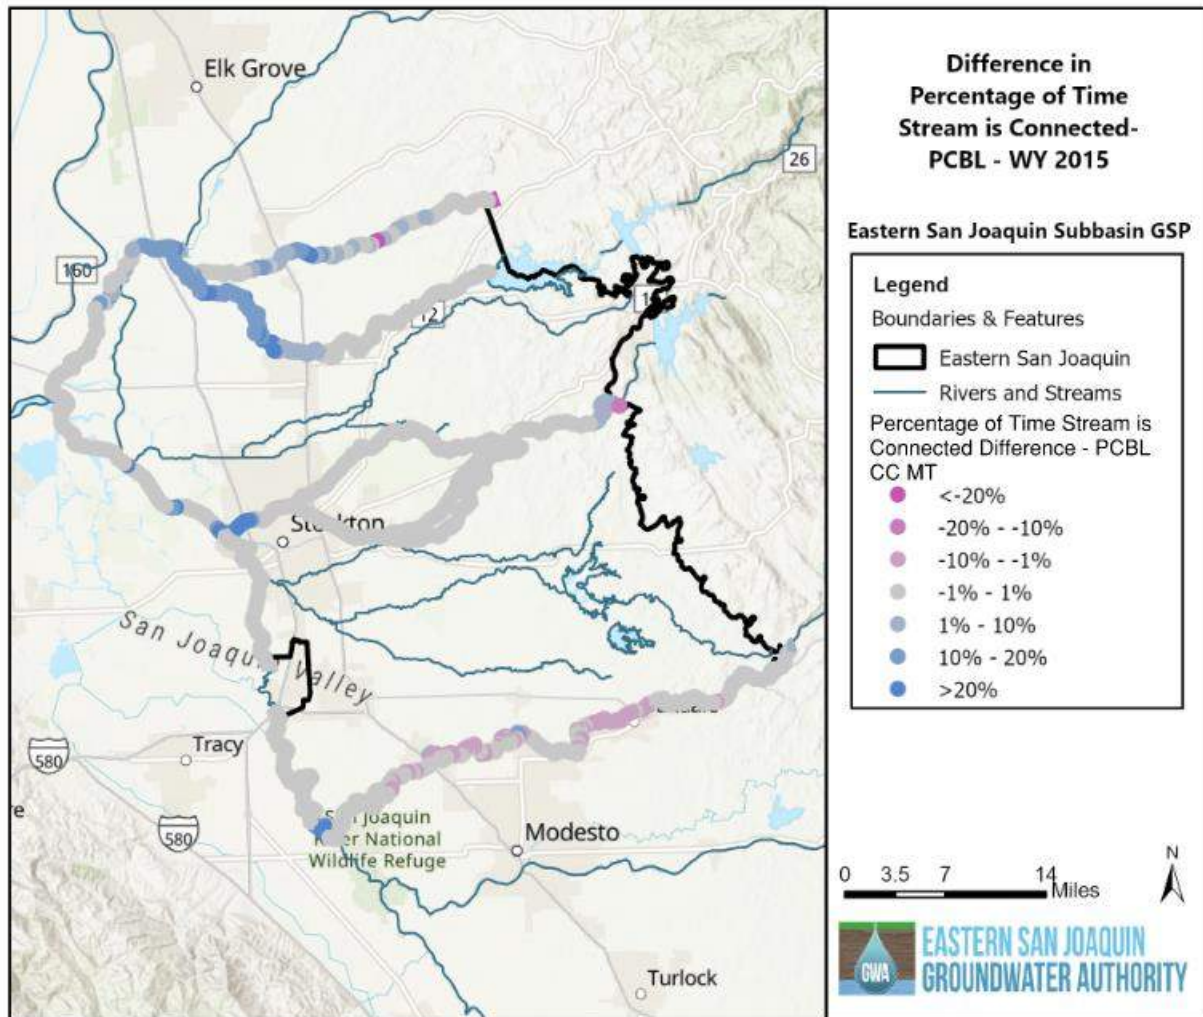 Elk Grove
26
160
12
1
Stockton
San Joaquin Valley
Tracy
580
580
San Joaquin
River National
Wildlife Refuge
Modesto
Turlock
Difference in
Percentage of Time
Stream is Connected-
PCBL - WY 2015
Eastern San Joaquin Subbasin GSP
Legend
Boundaries & Features
Eastern San Joaquin
Rivers and Streams
Percentage of Time Stream is
Connected Difference - PCBL
CC MT
<-20%
-20% - -10%
-10% - -1%
-1% - 1%
1% - 10%
10% - 20%
>20%
0 3.5 7 14
Miles
N
GWA
EASTERN SAN JOAQUIN
GROUNDWATER AUTHORITY